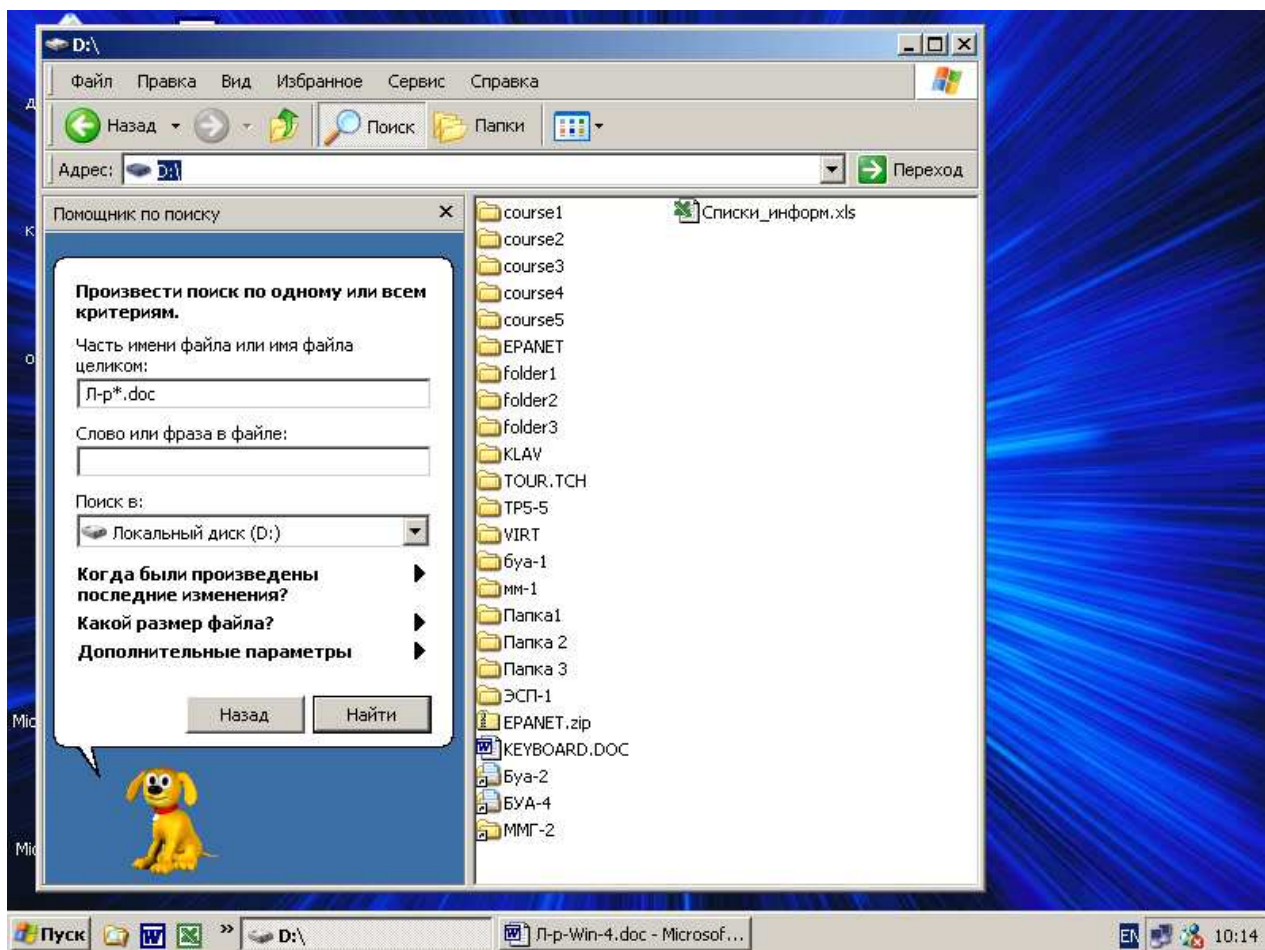 D:\
Файл Правка Вид Избранное Сервис Справка
Назад Поиск Папки
Адрес: D:\ Переход
Помощник по поиску
Произвести поиск по одному или всем
критериям.
Часть имени файла или имя файла
целиком:
Л-р*.doc
Слово или фраза в файле:
Поиск в:
Локальный диск (D:)
Когда были произведены
последние изменения?
Какой размер файла?
Дополнительные параметры
Назад Найти
course1
course2
course3
course4
course5
EPANET
folder1
folder2
folder3
KLAV
TOUR.TCH
TP5-5
VIRT
буа-1
мм-1
Папка1
Папка 2
Папка 3
ЭСП-1
EPANET.zip
KEYBOARD.DOC
Буа-2
БУА-4
ММГ-2
Списки_информ.xls
Mic
Mic
Пуск » D:\ Л-р-Win-4.doc - Microsof... EN 10:14